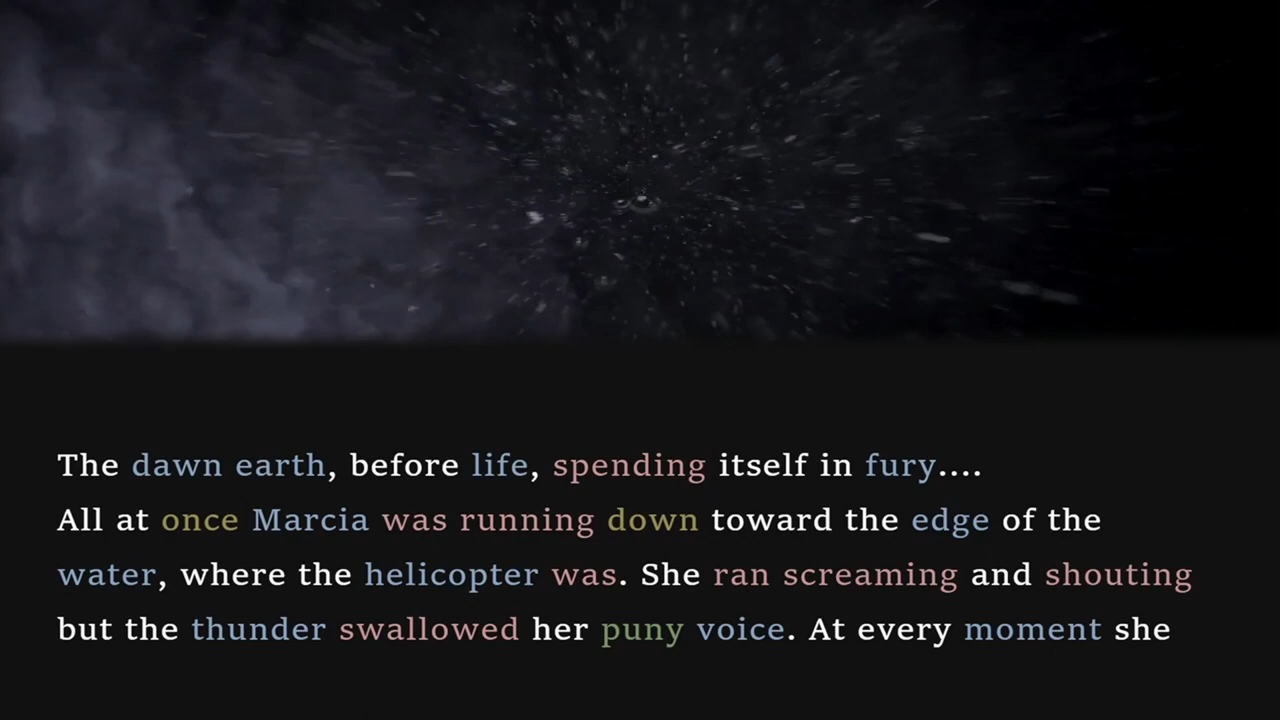 The dawn earth, before life, spending itself in fury....
All at once Marcia was running down toward the edge of the
water, where the helicopter was. She ran screaming and shouting
but the thunder swallowed her puny voice. At every moment she